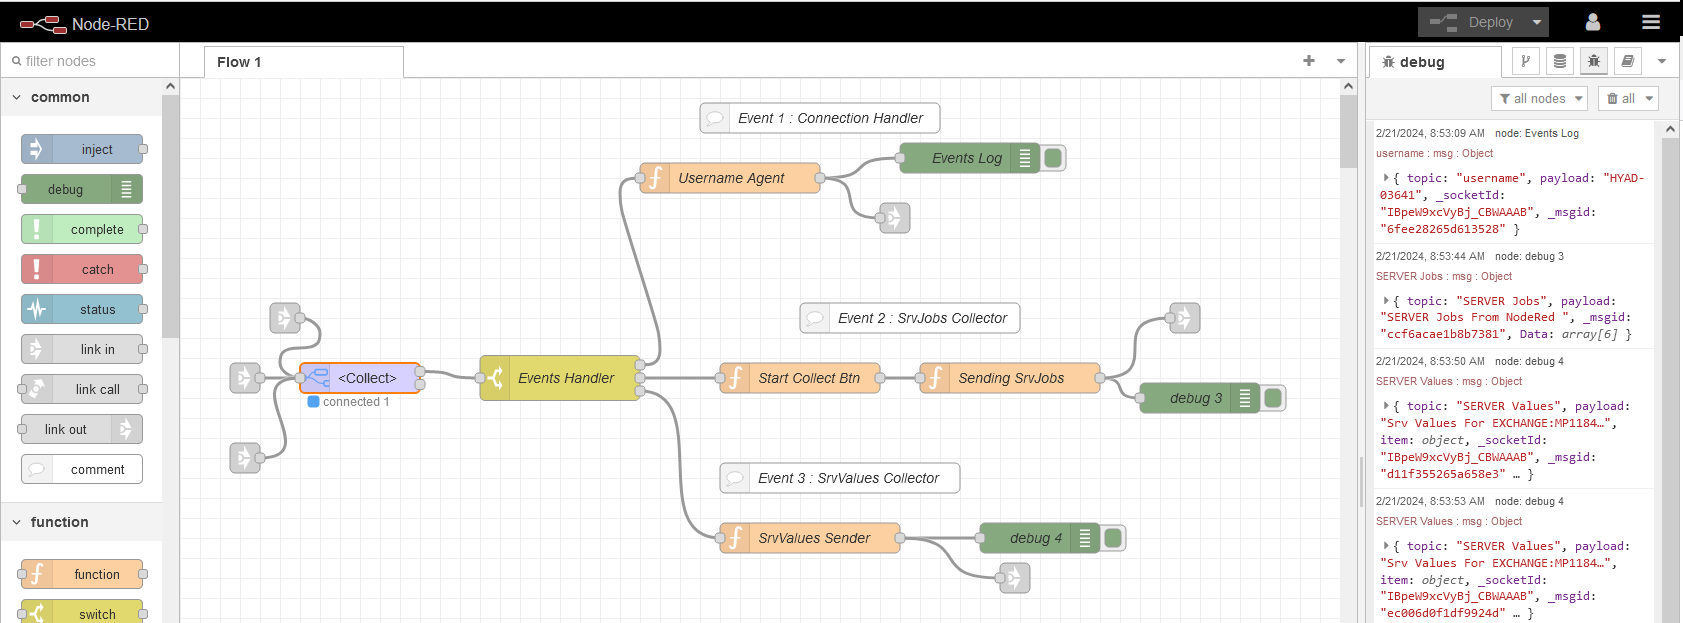 Node-RED
Deploy
filter nodes
common
inject
debug
complete
catch
status
link in
link call
link out
comment
function
function
switch
Flow 1
Event 1 : Connection Handler
Username Agent
Events Log
Event 2 : SrvJobs Collector
<Collect>
connected 1
Events Handler
Start Collect Btn
Sending SrvJobs
debug 3
Event 3 : SrvValues Collector
SrvValues Sender
debug 4
debug
all nodes
all
2/21/2024, 8:53:09 AM node: Events Log
username : msg : Object
{ topic: "username", payload: "HYAD-
03641", _socketId:
"IBpeW9xcVyBj_CBWAAAB", _msgid:
"6fee28265d613528" }
2/21/2024, 8:53:44 AM node: debug 3
SERVER Jobs : msg : Object
{ topic: "SERVER Jobs", payload:
"SERVER Jobs From NodeRed ", _msgid:
"ccf6acae1b8b7381", Data: array[6] }
2/21/2024, 8:53:50 AM node: debug 4
SERVER Values : msg : Object
{ topic: "SERVER Values", payload:
"Srv Values For EXCHANGE:MP1184…",
item: object, _socketId:
"IBpeW9xcVyBj_CBWAAAB", _msgid:
"d11f355265a658e3" … }
2/21/2024, 8:53:53 AM node: debug 4
SERVER Values : msg : Object
{ topic: "SERVER Values", payload:
"Srv Values For EXCHANGE:MP1184…",
item: object, _socketId:
"IBpeW9xcVyBj_CBWAAAB", _msgid:
"ec006d0f1df9924d" … }